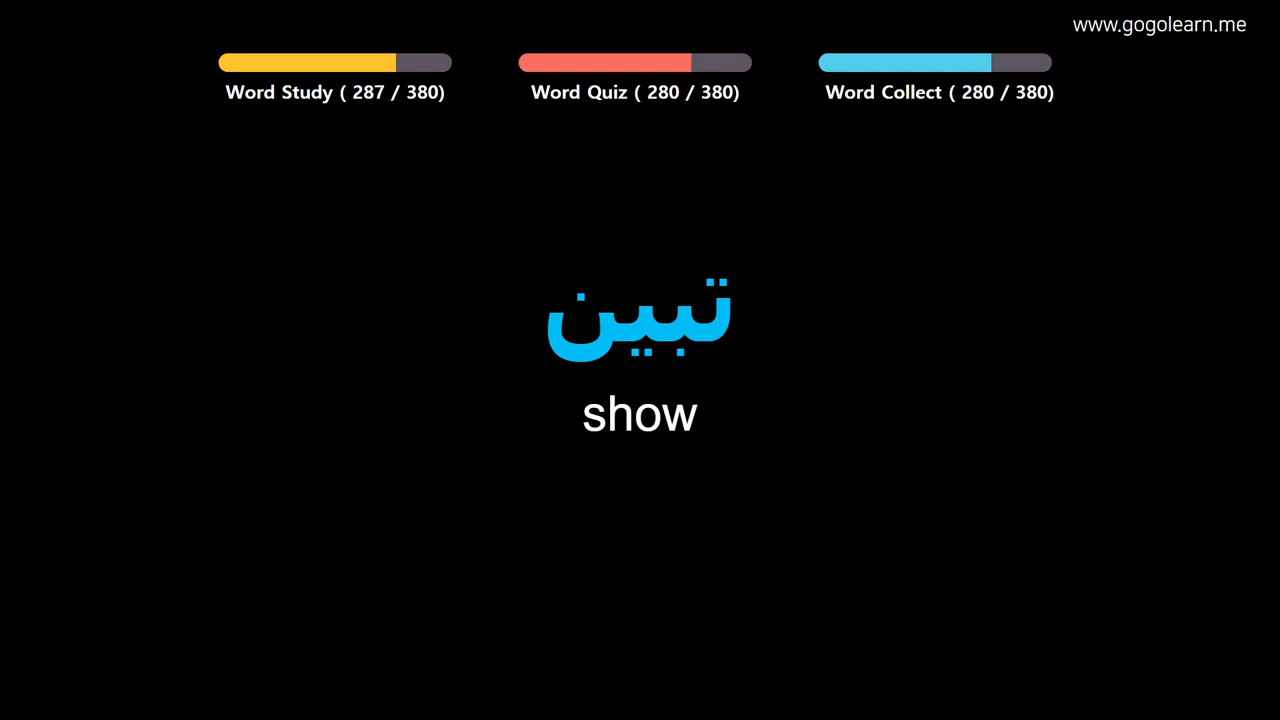 www.gogolearn.me
Word Study ( 287 / 380)
Word Quiz ( 280 / 380)
Word Collect ( 280 / 380)
تبين
show